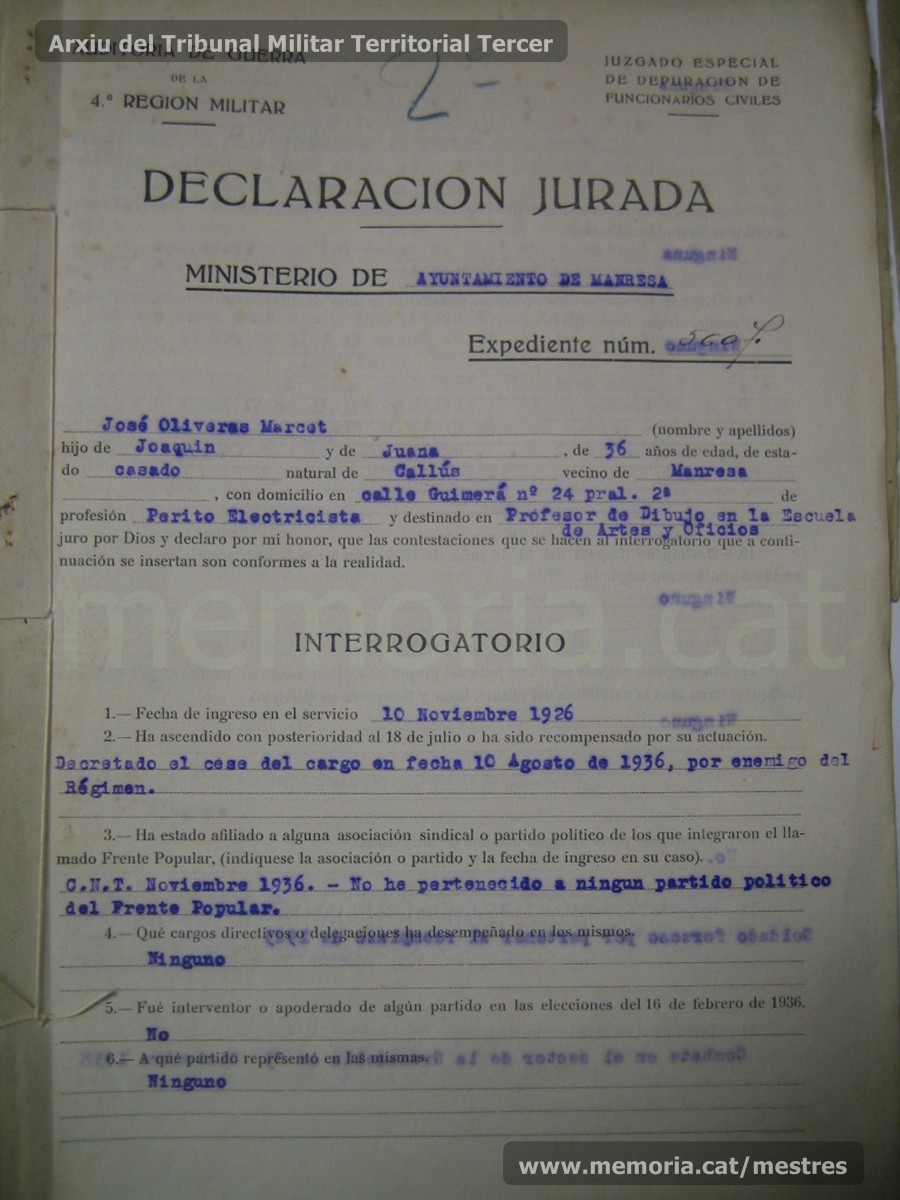 Arxiu del Tribunal Militar Territorial Tercer
AUDITORIA DE GUERRA
DE LA
4.ª REGION MILITAR
2ª
JUZGADO ESPECIAL
DE DEPURACION DE
FUNCIONARIOS CIVILES
DECLARACION JURADA
MINISTERIO DE AYUNTAMIENTO DE MANRESA
Expediente núm.
José Oliveras Marcet (nombre y apellidos)
hijo de Joaquin y de Juana, de 36 años de edad, de esta-
do casado natural de Callús vecino de Manresa
, con domicilio en calle Guimerá nº 24 pral. 2ª de
profesión Perito Electricista y destinado en Profesor de Dibujo en la Escuela
de Artes y Oficios
juro por Dios y declaro por mi honor, que las contestaciones que se hacen al interrogatorio que a conti-
nuación se insertan son conformes a la realidad.
memoria.cat
INTERROGATORIO
1.— Fecha de ingreso en el servicio 10 Noviembre 1926
2.— Ha ascendido con posterioridad al 18 de julio o ha sido recompensado por su actuación.
Decretado el cese del cargo en fecha 10 Agosto de 1936, por enemigo del
Régimen.
3.— Ha estado afiliado a alguna asociación sindical o partido político de los que integraron el lla-
mado Frente Popular, (indiquese la asociación o partido y la fecha de ingreso en su caso).
C.N.T. Noviembre 1936. - No he pertenecido a ningun partido politico
del Frente Popular.
4.— Qué cargos directivos o delegaciones ha desempeñado en los mismos.
Ninguno
5.— Fué interventor o apoderado de algún partido en las elecciones del 16 de febrero de 1936.
No
6.— A qué partido representó en las mismas.
Ninguno
www.memoria.cat/mestres